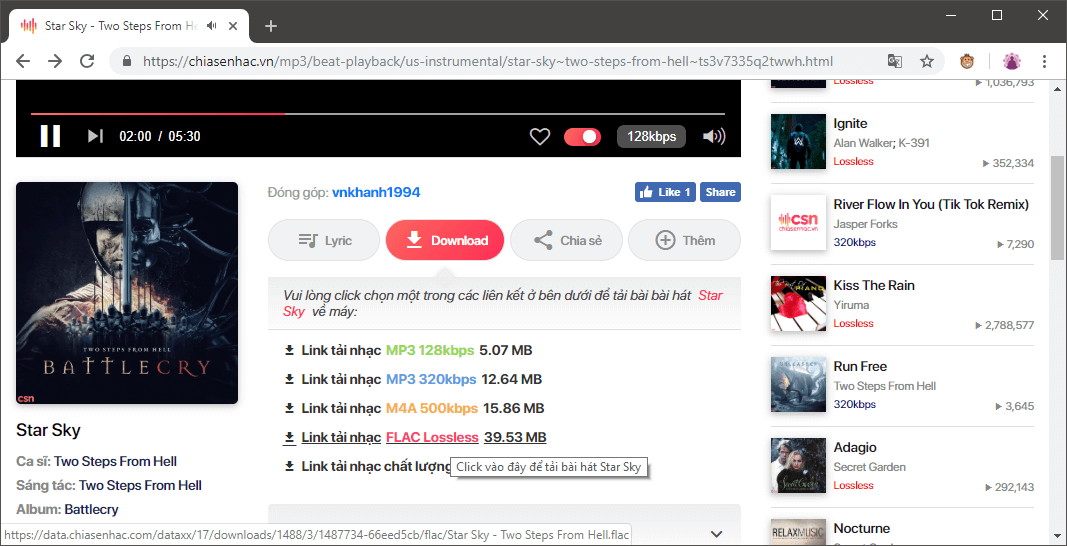 Star Sky - Two Steps From He
https://chiasenhac.vn/mp3/beat-playback/us-instrumental/star-sky~two-steps-from-hell~ts3v7335q2twwh.html
02:00 / 05:30
128kbps
BATTLECRY
TWO STEPS FROM HELL
csn
Star Sky
Ca sĩ: Two Steps From Hell
Sáng tác: Two Steps From Hell
Album: Battlecry
Đóng góp: vnkhanh1994
Like 1
Share
Lyric
Download
Chia sẻ
Thêm
Vui lòng click chọn một trong các liên kết ở bên dưới để tải bài bài hát Star
Sky về máy:
Link tải nhạc MP3 128kbps 5.07 MB
Link tải nhạc MP3 320kbps 12.64 MB
Link tải nhạc M4A 500kbps 15.86 MB
Link tải nhạc FLAC Lossless 39.53 MB
Link tải nhạc chất lượng
Click vào đây để tải bài hát Star Sky
Lossless
1,036,793
Ignite
Alan Walker; K-391
Lossless
352,334
csn
chiasenhac.vn
River Flow In You (Tik Tok Remix)
Jasper Forks
320kbps
7,290
Kiss The Rain
Yiruma
Lossless
2,788,577
Run Free
Two Steps From Hell
320kbps
3,645
Adagio
Secret Garden
Lossless
292,143
RELAXMUSIC
Nocturne
https://data.chiasenhac.com/dataxx/17/downloads/1488/3/1487734-66eed5cb/flac/Star Sky - Two Steps From Hell.flac